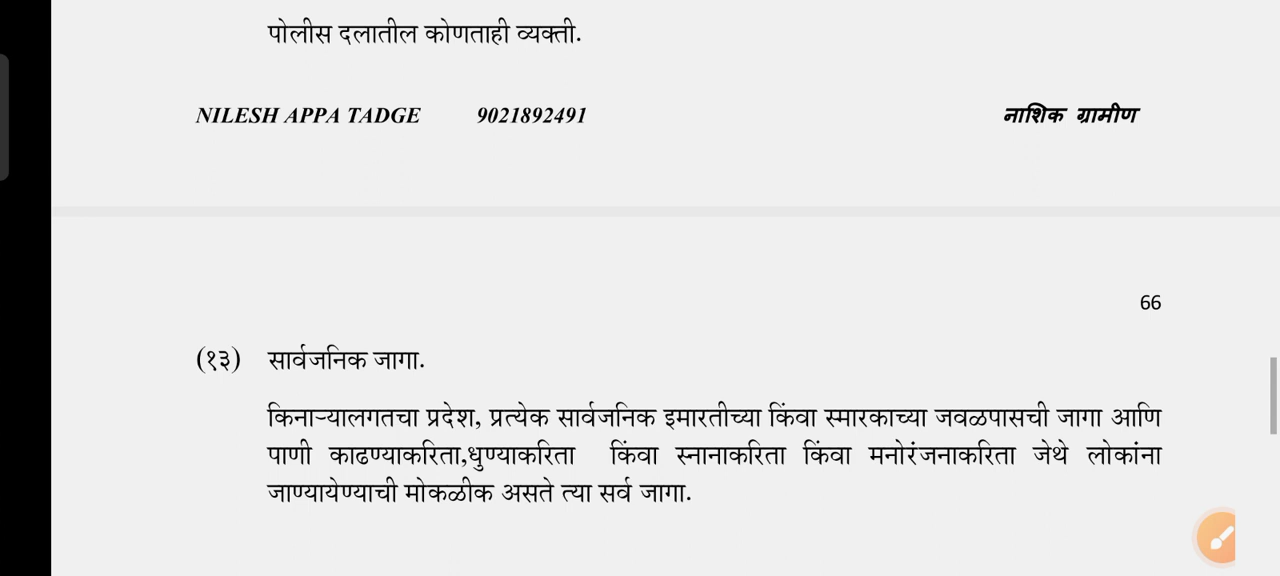 पोलीस दलातील कोणताही व्यक्ती.
NILESH APPA TADGE 9021892491 नाशिक ग्रामीण
66
(१३) सार्वजनिक जागा.
किनाऱ्यालगतचा प्रदेश, प्रत्येक सार्वजनिक इमारतीच्या किंवा स्मारकाच्या जवळपासची जागा आणि
पाणी काढण्याकरिता,धुण्याकरिता किंवा स्नानाकरिता किंवा मनोरंजनाकरिता जेथे लोकांना
जाण्यायेण्याची मोकळीक असते त्या सर्व जागा.